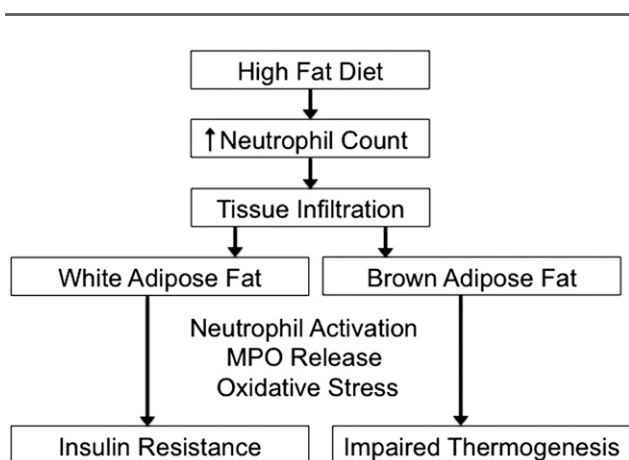 High Fat Diet
↑Neutrophil Count
Tissue Infiltration
White Adipose Fat
Brown Adipose Fat
Neutrophil Activation
MPO Release
Oxidative Stress
Insulin Resistance
Impaired Thermogenesis